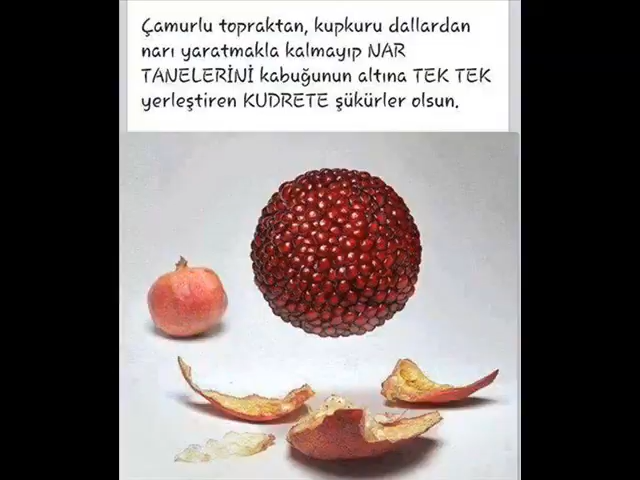 Çamurlu topraktan, kupkuru dallardan
narı yaratmakla kalmayıp NAR
TANELERİNİ kabuğunun altına TEK TEK
yerleştiren KUDRETE şükürler olsun.